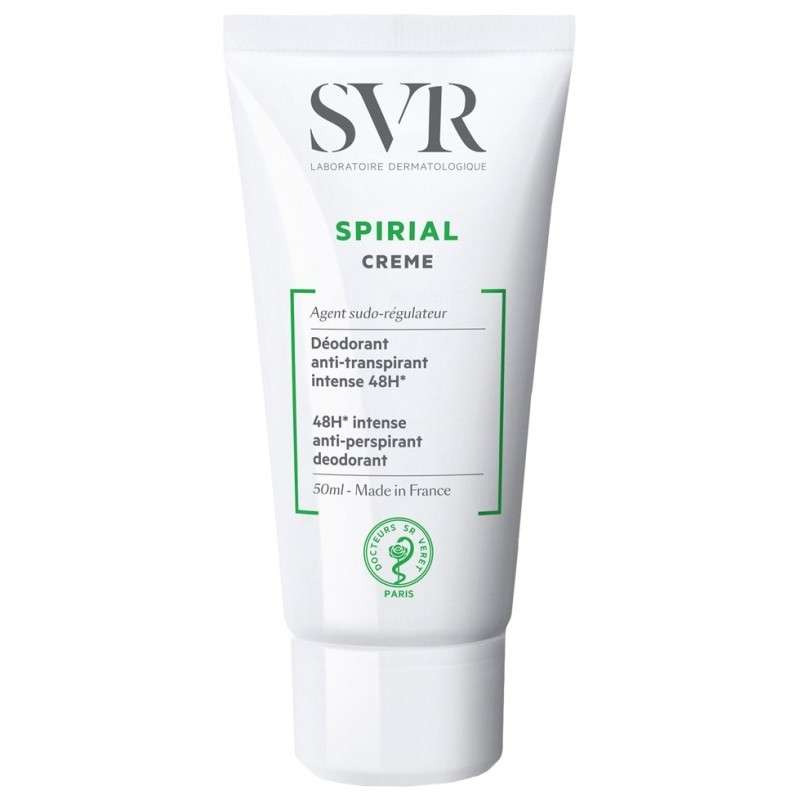 SVR
LABORATOIRE DERMATOLOGIQUE
SPIRIAL
CREME
Agent sudo-régulateur
Déodorant
anti-transpirant
intense 48H*
48H* intense
anti-perspirant
deodorant
50ml - Made in France
DOCTEURS SR VERET
PARIS